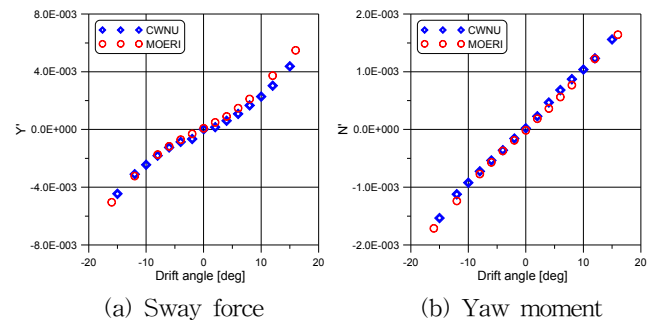 8.0E-003
4.0E-003
0.0E+000
-4.0E-003
-8.0E-003
Y'
CWNU
MOERI
-20 -10 0 10 20
Drift angle [deg]
(a) Sway force
2.0E-003
1.0E-003
0.0E+000
-1.0E-003
-2.0E-003
N'
CWNU
MOERI
-20 -10 0 10 20
Drift angle [deg]
(b) Yaw moment